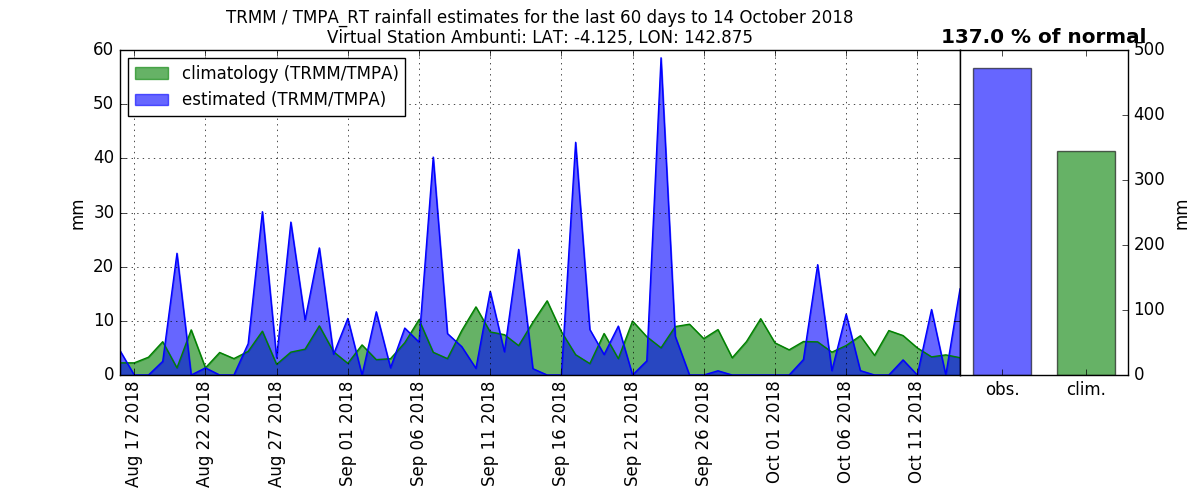 TRMM / TMPA_RT rainfall estimates for the last 60 days to 14 October 2018
Virtual Station Ambunti: LAT: -4.125, LON: 142.875
137.0 % of normal
climatology (TRMM/TMPA)
estimated (TRMM/TMPA)
60
50
40
30
20
10
0
mm
500
400
300
200
100
0
mm
Aug 17 2018
Aug 22 2018
Aug 27 2018
Sep 01 2018
Sep 06 2018
Sep 11 2018
Sep 16 2018
Sep 21 2018
Sep 26 2018
Oct 01 2018
Oct 06 2018
Oct 11 2018
obs.
clim.